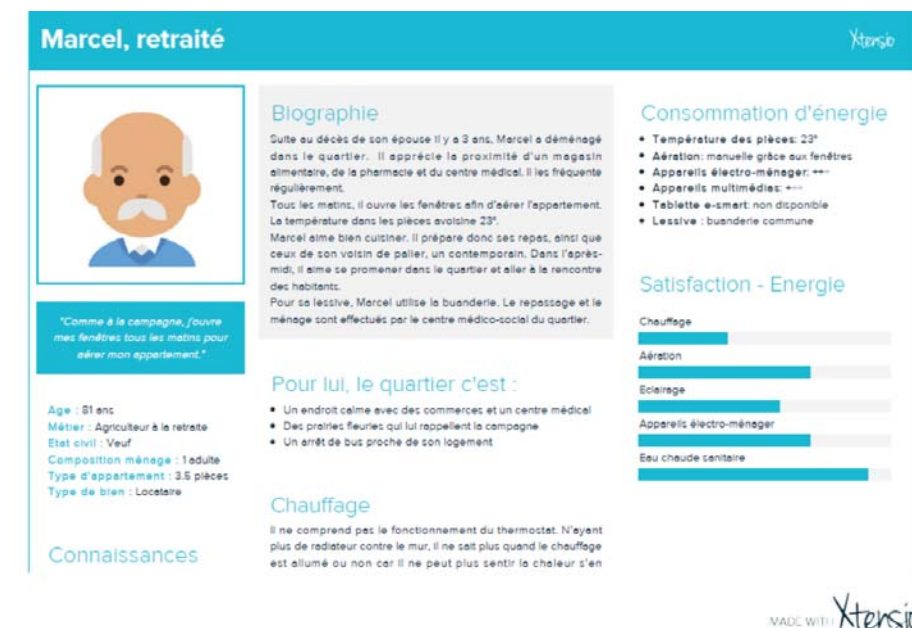 Marcel, retraité
Xtensio
"Comme à la campagne, j'ouvre
mes fenêtres tous les matins pour
aérer mon appartement."
Age : 81 ans
Métier : Agriculteur à la retraite
Etat civil : Veuf
Composition ménage : 1 adulte
Type d'appartement : 3.5 pièces
Type de bien : Locataire
Connaissances
Biographie
Suite au décès de son épouse il y a 3 ans, Marcel a déménagé
dans le quartier. Il apprécie la proximité d'un magasin
alimentaire, de la pharmacie et du centre médical. Il les fréquente
régulièrement.
Tous les matins, il ouvre les fenêtres afin d'aérer l'appartement.
La température dans les pièces avoisine 23°.
Marcel aime bien cuisiner. Il prépare donc ses repas, ainsi que
ceux de son voisin de palier, un contemporain. Dans l'après-
midi, il aime se promener dans le quartier et aller à la rencontre
des habitants.
Pour sa lessive, Marcel utilise la buanderie. Le repassage et le
ménage sont effectués par le centre médico-social du quartier.
Pour lui, le quartier c'est :
• Un endroit calme avec des commerces et un centre médical
• Des prairies fleuries qui lui rappellent la campagne
• Un arrêt de bus proche de son logement
Chauffage
Il ne comprend pas le fonctionnement du thermostat. N'ayant
plus de radiateur contre le mur, il ne sait plus quand le chauffage
est allumé ou non car il ne peut plus sentir la chaleur s'en
Consommation d'énergie
• Température des pièces: 23°
• Aération: manuelle grâce aux fenêtres
• Appareils électro-ménager: ++-
• Appareils multimédias: +--
• Tablette e-smart: non disponible
• Lessive : buanderie commune
Satisfaction - Energie
Chauffage
Aération
Eclairage
Appareils électro-ménager
Eau chaude sanitaire
MADE WITH Xtensio